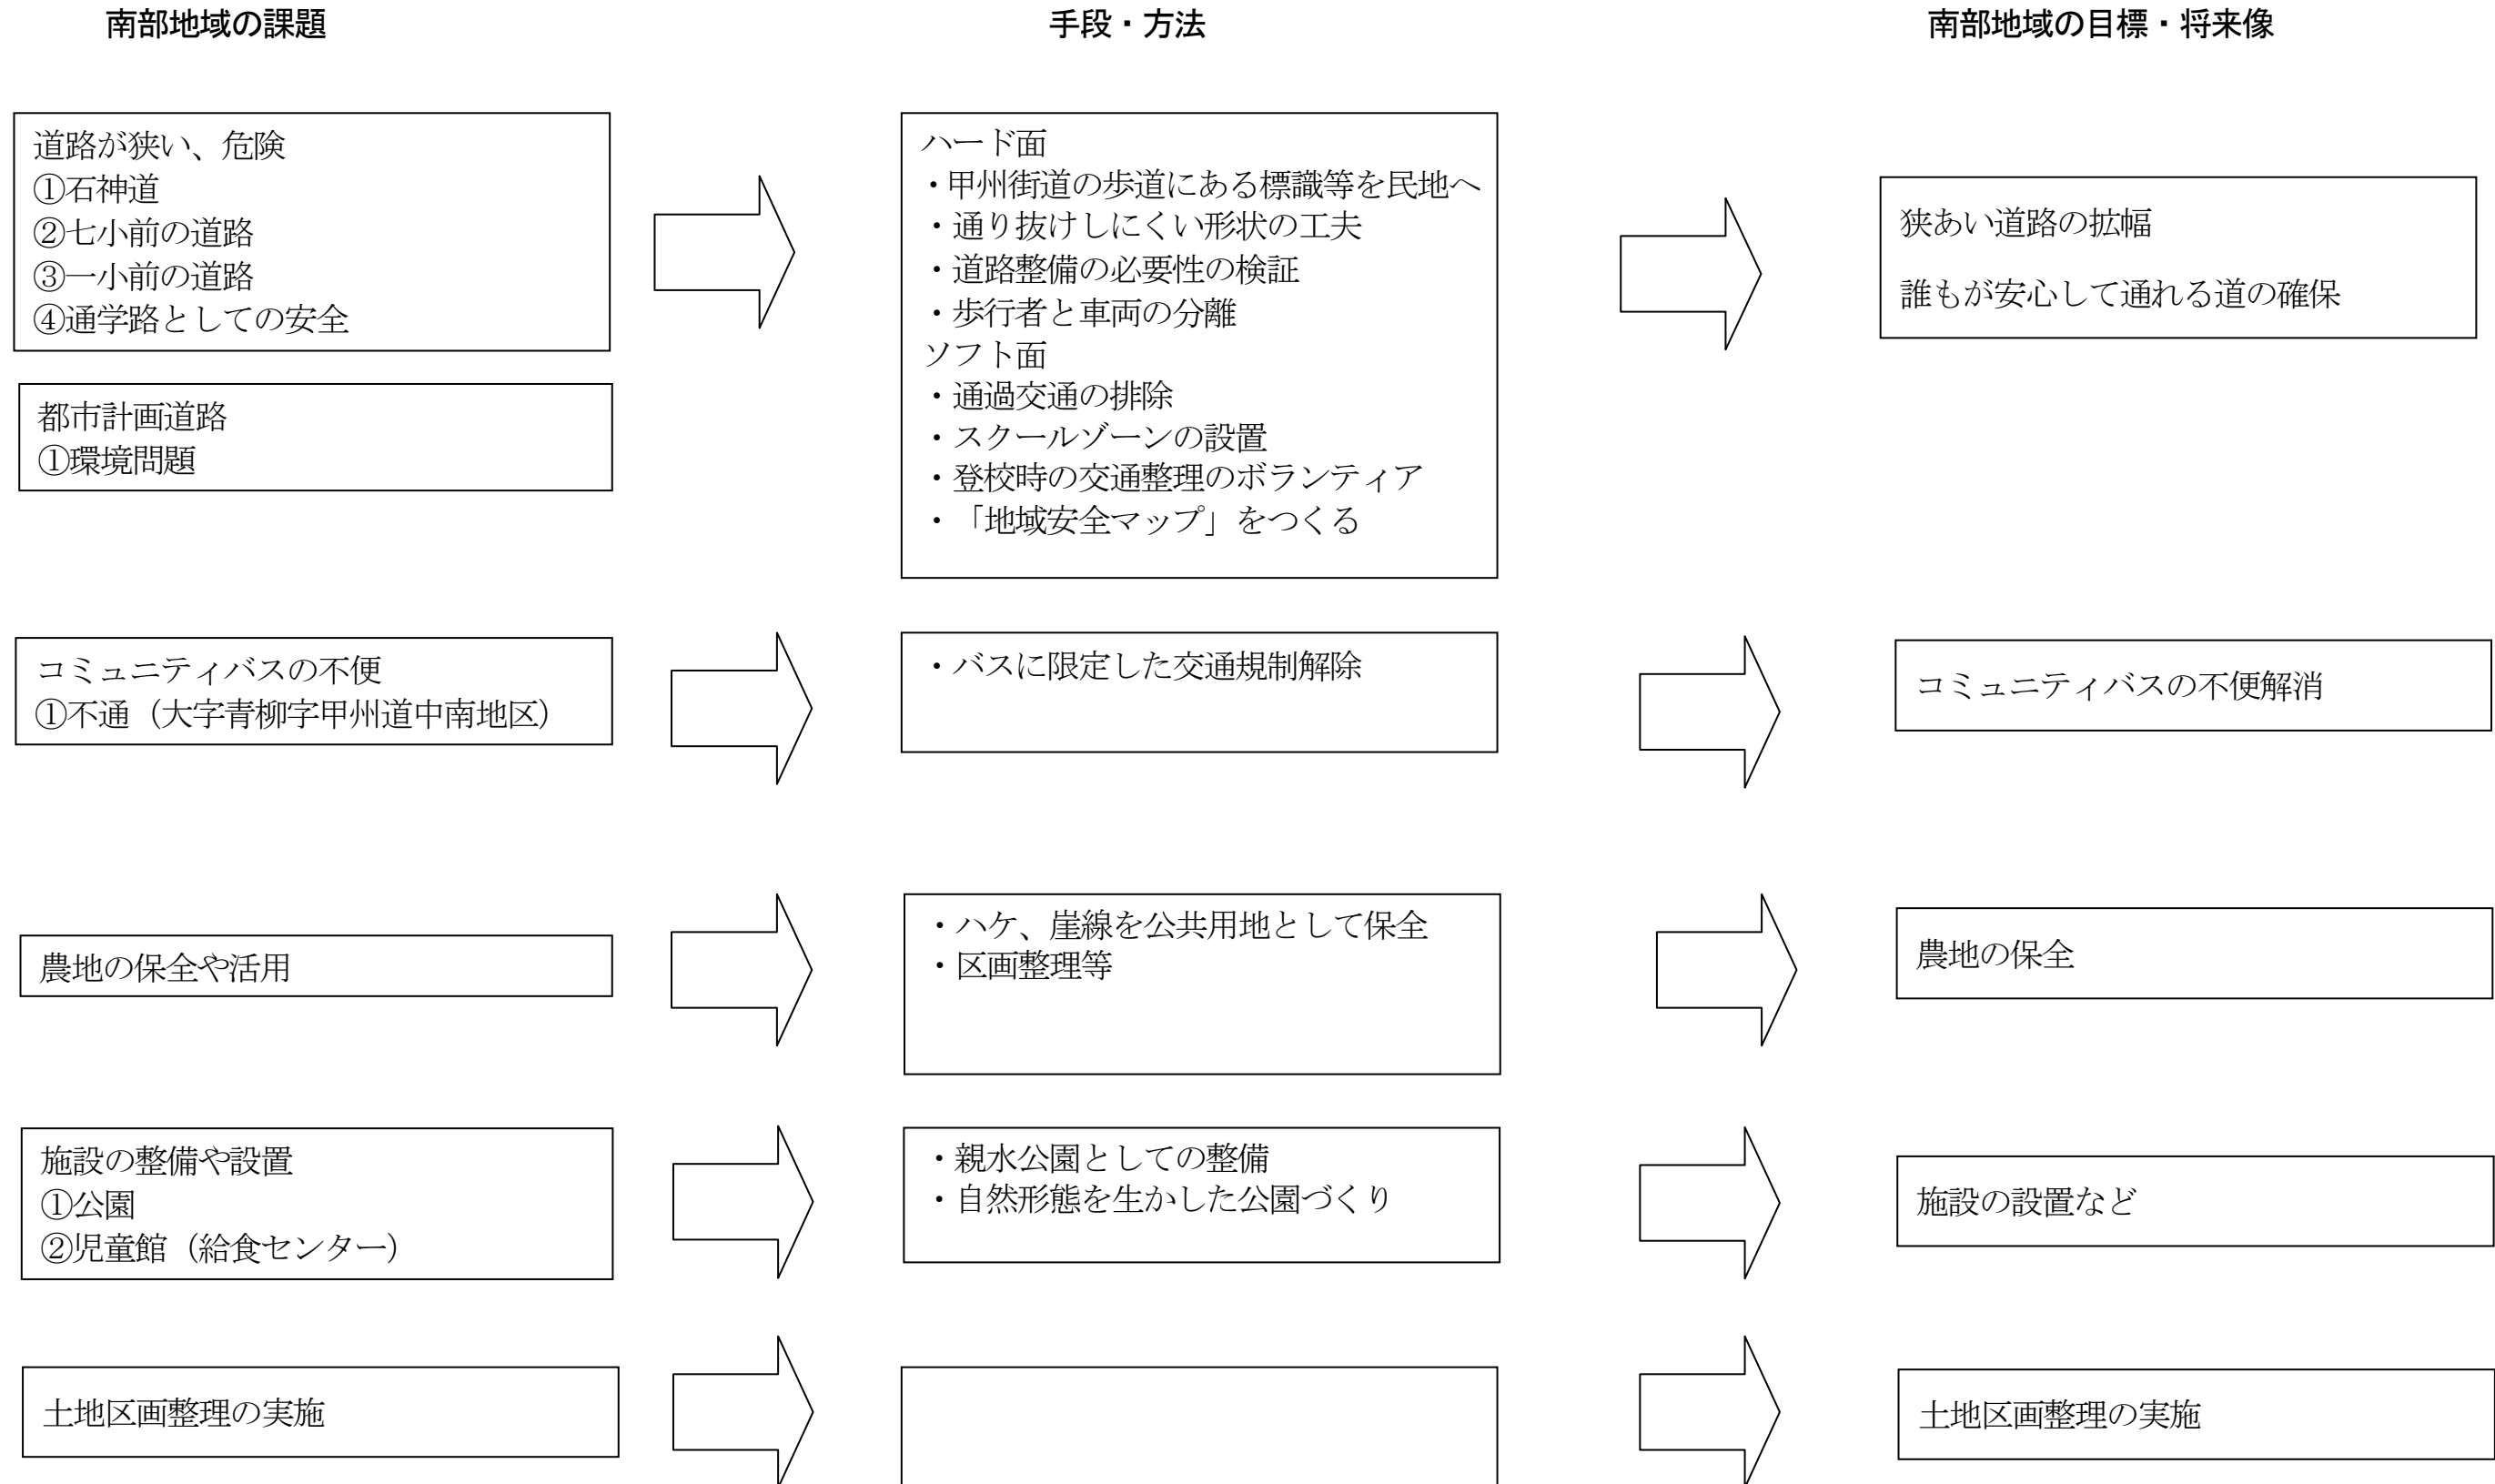 南部地域の課題
手段・方法
南部地域の目標・将来像
道路が狭い、危険
①石神道
②七小前の道路
③一小前の道路
④通学路としての安全
都市計画道路
①環境問題
ハード面
・甲州街道の歩道にある標識等を民地へ
・通り抜けしにくい形状の工夫
・道路整備の必要性の検証
・歩行者と車両の分離
ソフト面
・通過交通の排除
・スクールゾーンの設置
・登校時の交通整理のボランティア
・「地域安全マップ」をつくる
狭あい道路の拡幅
誰もが安心して通れる道の確保
コミュニティバスの不便
①不通（大字青柳字甲州道中南地区）
・バスに限定した交通規制解除
コミュニティバスの不便解消
農地の保全や活用
・ハケ、崖線を公共用地として保全
・区画整理等
農地の保全
施設の整備や設置
①公園
②児童館（給食センター）
・親水公園としての整備
・自然形態を生かした公園づくり
施設の設置など
土地区画整理の実施
土地区画整理の実施